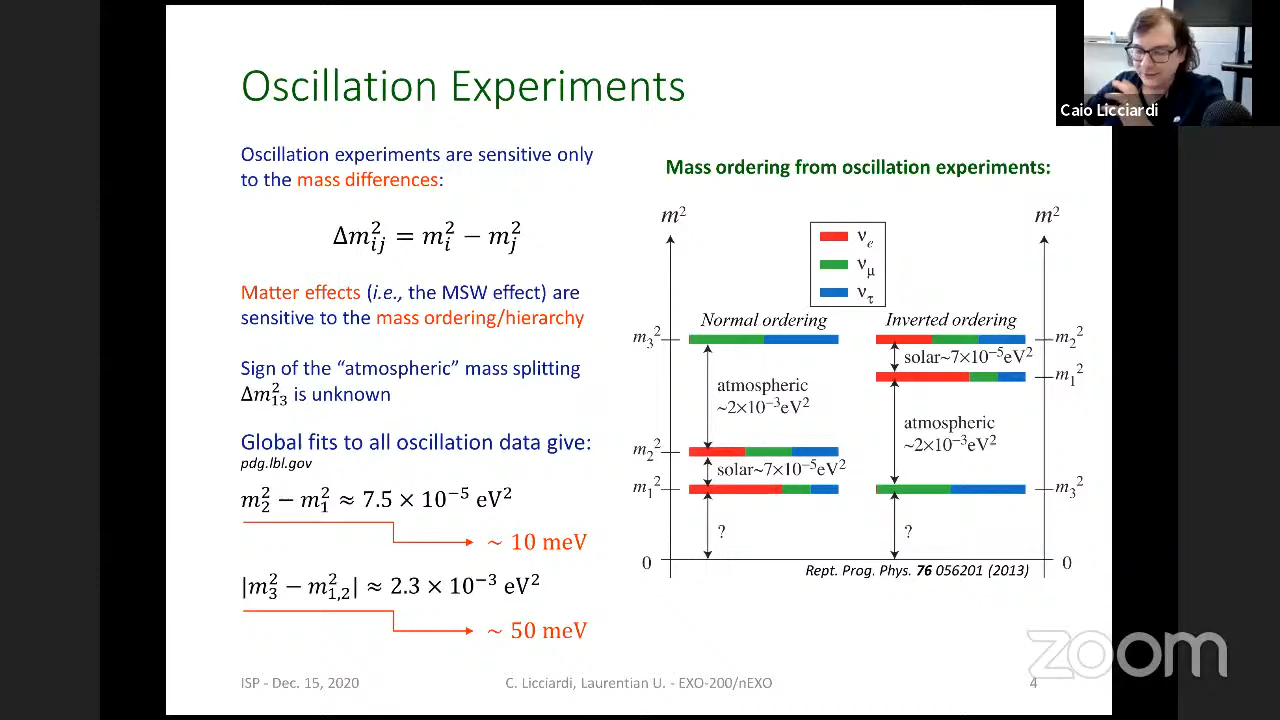 Oscillation Experiments
Caio Licciardi
Oscillation experiments are sensitive only
to the mass differences:
Δm²ᵢⱼ = m²ᵢ − m²ⱼ
Matter effects (i.e., the MSW effect) are
sensitive to the mass ordering/hierarchy
Sign of the “atmospheric” mass splitting
Δm²₁₃ is unknown
Global fits to all oscillation data give:
pdg.lbl.gov
m²₂ − m²₁ ≈ 7.5 × 10⁻⁵ eV²
~ 10 meV
|m²₃ − m²₁,₂| ≈ 2.3 × 10⁻³ eV²
~ 50 meV
Mass ordering from oscillation experiments:
m²
m²
νₑ
ν_μ
ν_τ
Normal ordering
Inverted ordering
m₃²
m₂²
solar~7×10⁻⁵eV²
m₁²
atmospheric
~2×10⁻³eV²
atmospheric
~2×10⁻³eV²
m₂²
solar~7×10⁻⁵eV²
m₁²
m₃²
?
?
0
0
Rept. Prog. Phys. 76 056201 (2013)
zoom
ISP - Dec. 15, 2020
C. Licciardi, Laurentian U. - EXO-200/nEXO
4